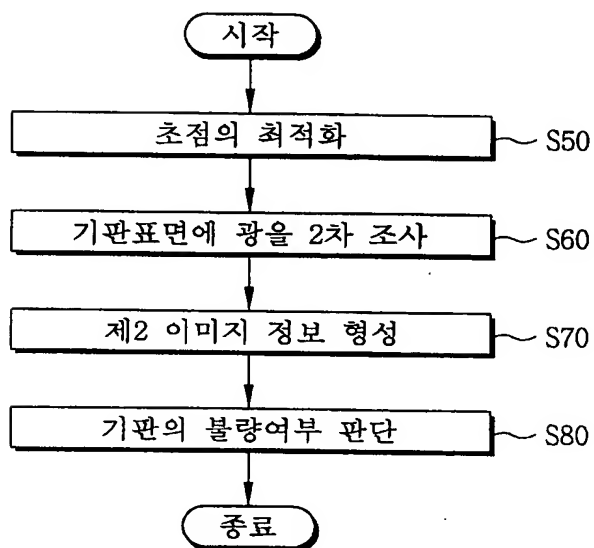 시작
초점의 최적화
S50
기판표면에 광을 2차 조사
S60
제2 이미지 정보 형성
S70
기판의 불량여부 판단
S80
종료